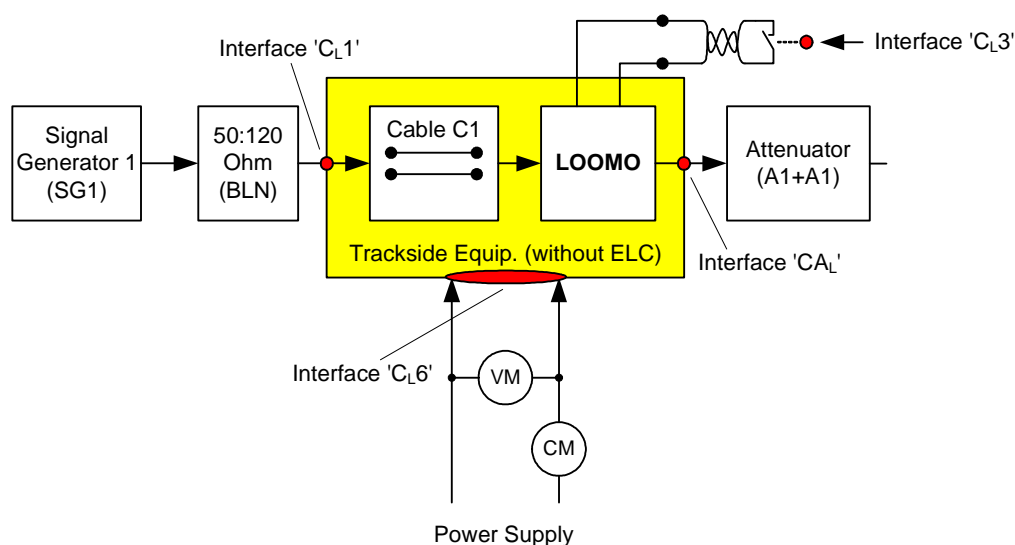 Interface 'CL1'
Interface 'CL3'
Signal
Generator 1
(SG1)
50:120
Ohm
(BLN)
Cable C1
LOOMO
Attenuator
(A1+A1)
Trackside Equip. (without ELC)
Interface 'CAL'
Interface 'CL6'
VM
CM
Power Supply